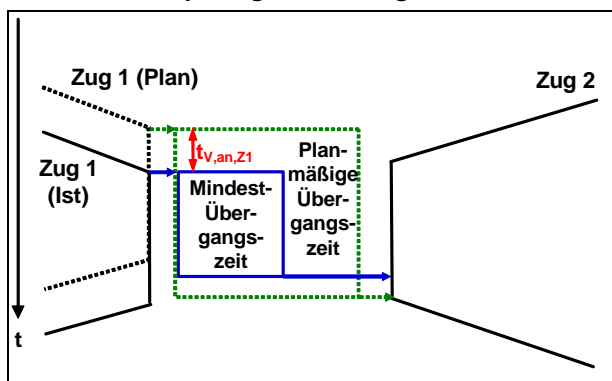 Zug 1 (Plan)
Zug 2
t_V,an,Z1
Plan-
mäßige
Über-
gangs-
zeit
Zug 1
(Ist)
Mindest-
Über-
gangs-
zeit
t